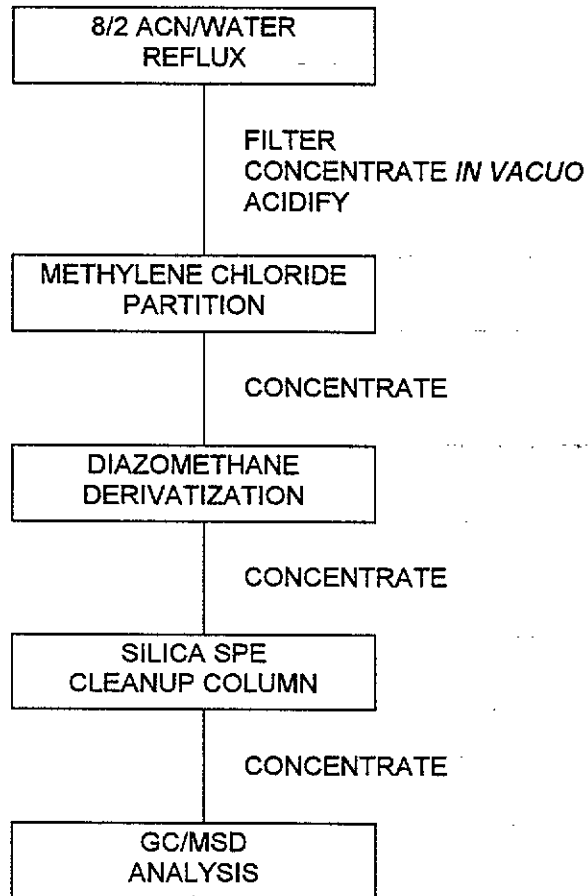 8/2 ACN/WATER
REFLUX
FILTER
CONCENTRATE IN VACUO
ACIDIFY
METHYLENE CHLORIDE
PARTITION
CONCENTRATE
DIAZOMETHANE
DERIVATIZATION
CONCENTRATE
SILICA SPE
CLEANUP COLUMN
CONCENTRATE
GC/MSD
ANALYSIS